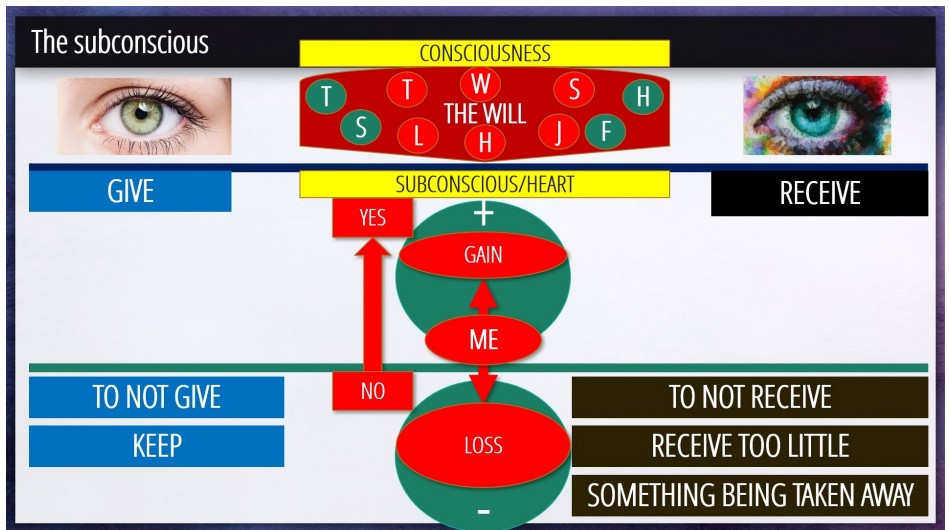 The subconscious
CONSCIOUSNESS
T T W S H
THE WILL
S L H J F
GIVE
SUBCONSCIOUS/HEART
RECEIVE
YES
+
GAIN
ME
NO
TO NOT GIVE
TO NOT RECEIVE
KEEP
LOSS
RECEIVE TOO LITTLE
SOMETHING BEING TAKEN AWAY
-